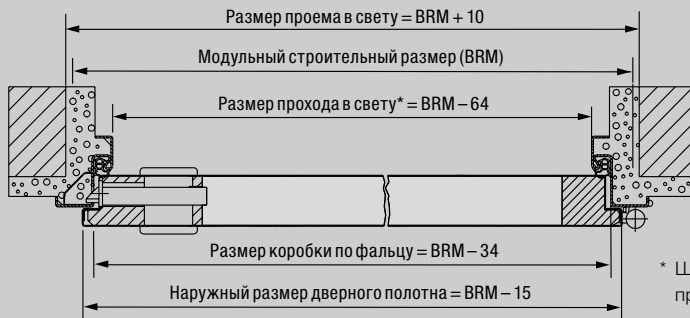 Размер проема в свету = BRM + 10
Модульный строительный размер (BRM)
Размер прохода в свету* = BRM – 64
Размер коробки по фальцу = BRM – 34
* Ш
пр
Наружный размер дверного полотна = BRM – 15